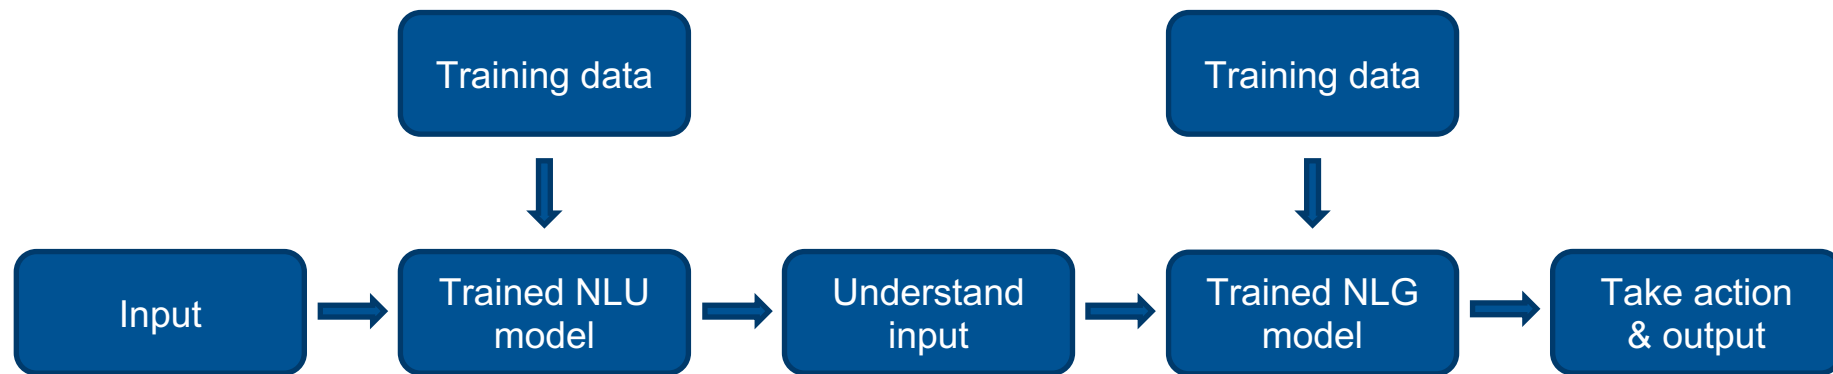 Training data
Training data
Input
Trained NLU
model
Understand
input
Trained NLG
model
Take action
& output